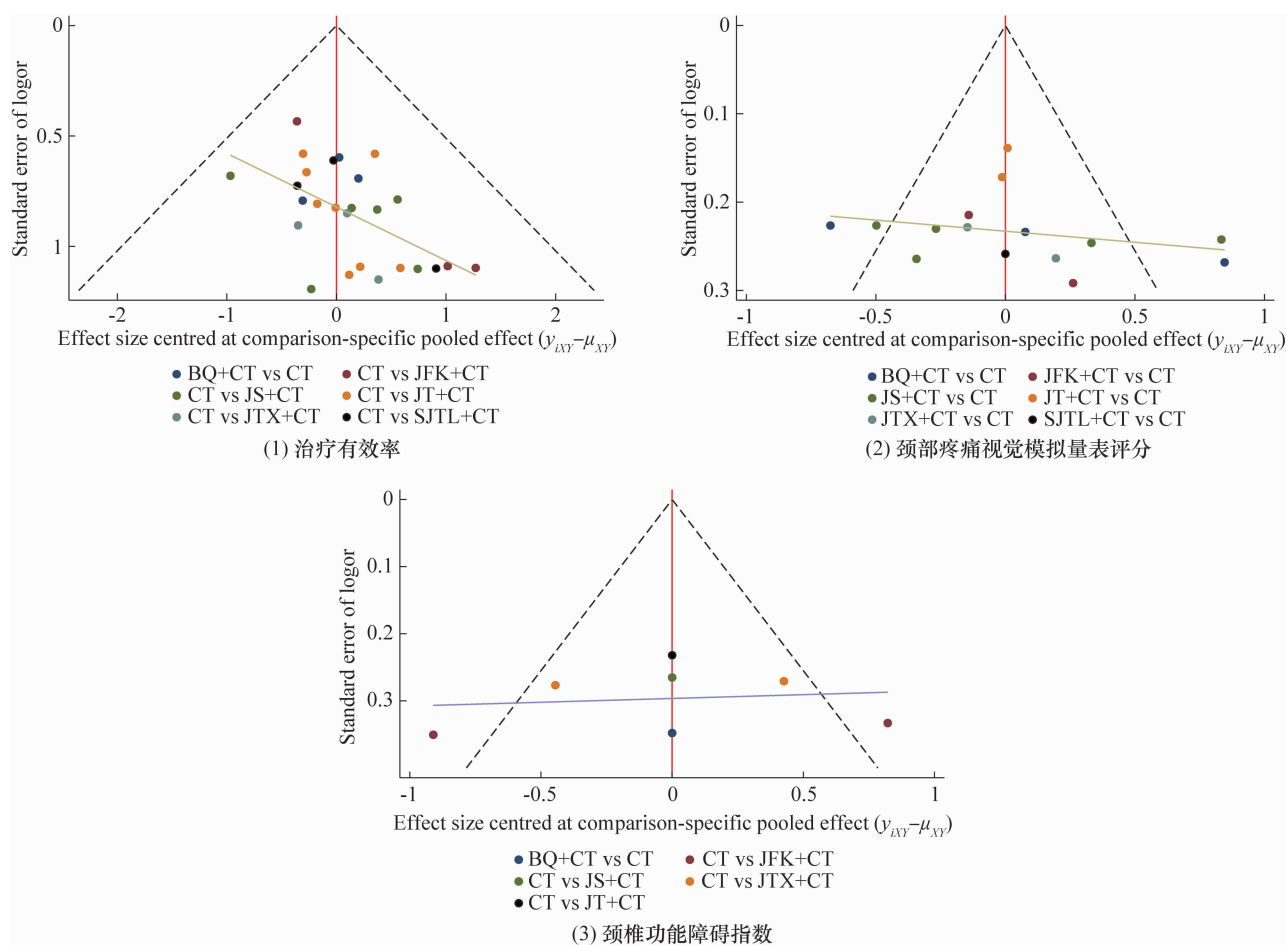 0
0.5
1
Standard error of logor
-2
-1
0
1
2
Effect size centred at comparison-specific pooled effect (y_iXY–μ_XY)
BQ+CT vs CT
CT vs JFK+CT
CT vs JS+CT
CT vs JT+CT
CT vs JTX+CT
CT vs SJTL+CT
(1) 治疗有效率
0
0.1
0.2
0.3
Standard error of logor
-1
-0.5
0
0.5
1
Effect size centred at comparison-specific pooled effect (y_iXY–μ_XY)
BQ+CT vs CT
JFK+CT vs CT
JS+CT vs CT
JT+CT vs CT
JTX+CT vs CT
SJTL+CT vs CT
(2) 颈部疼痛视觉模拟量表评分
0
0.1
0.2
0.3
Standard error of logor
-1
-0.5
0
0.5
1
Effect size centred at comparison-specific pooled effect (y_iXY–μ_XY)
BQ+CT vs CT
CT vs JFK+CT
CT vs JS+CT
CT vs JTX+CT
CT vs JT+CT
(3) 颈椎功能障碍指数